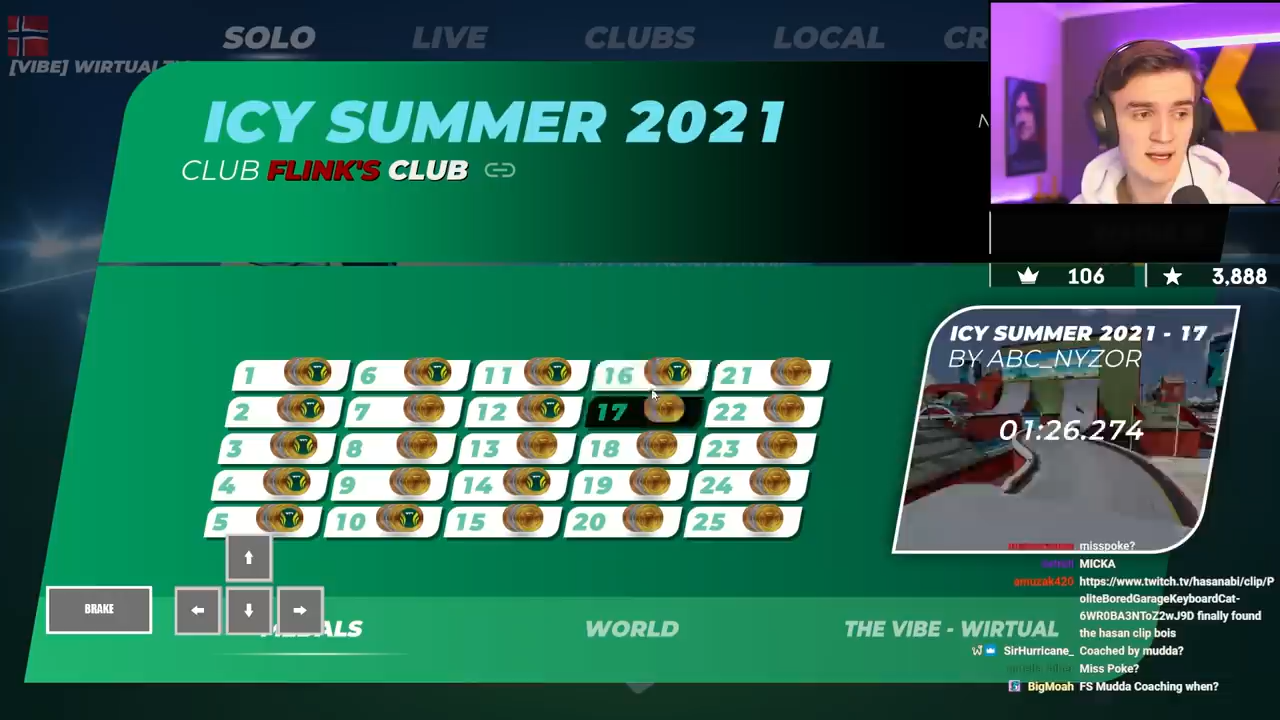 SOLO
LIVE
CLUBS
LOCAL
CR
[VIBE] WIRTUALTV
ICY SUMMER 2021
CLUB FLINK'S CLUB
N
106
3,888
ICY SUMMER 2021 - 17
BY ABC_NYZOR
01:26.274
1
6
11
16
21
2
7
12
17
22
3
8
13
18
23
4
9
14
19
24
5
10
15
20
25
BRAKE
MEDALS
WORLD
THE VIBE - WIRTUAL
misspoke?
MICKA
amuzak420 https://www.twitch.tv/hasanabi/clip/P
oliteBoredGarageKeyboardCat-
6WR0BA3NToZ2wJ9D finally found
the hasan clip bois
SirHurricane_ Coached by mudda?
Miss Poke?
BigMoah FS Mudda Coaching when?